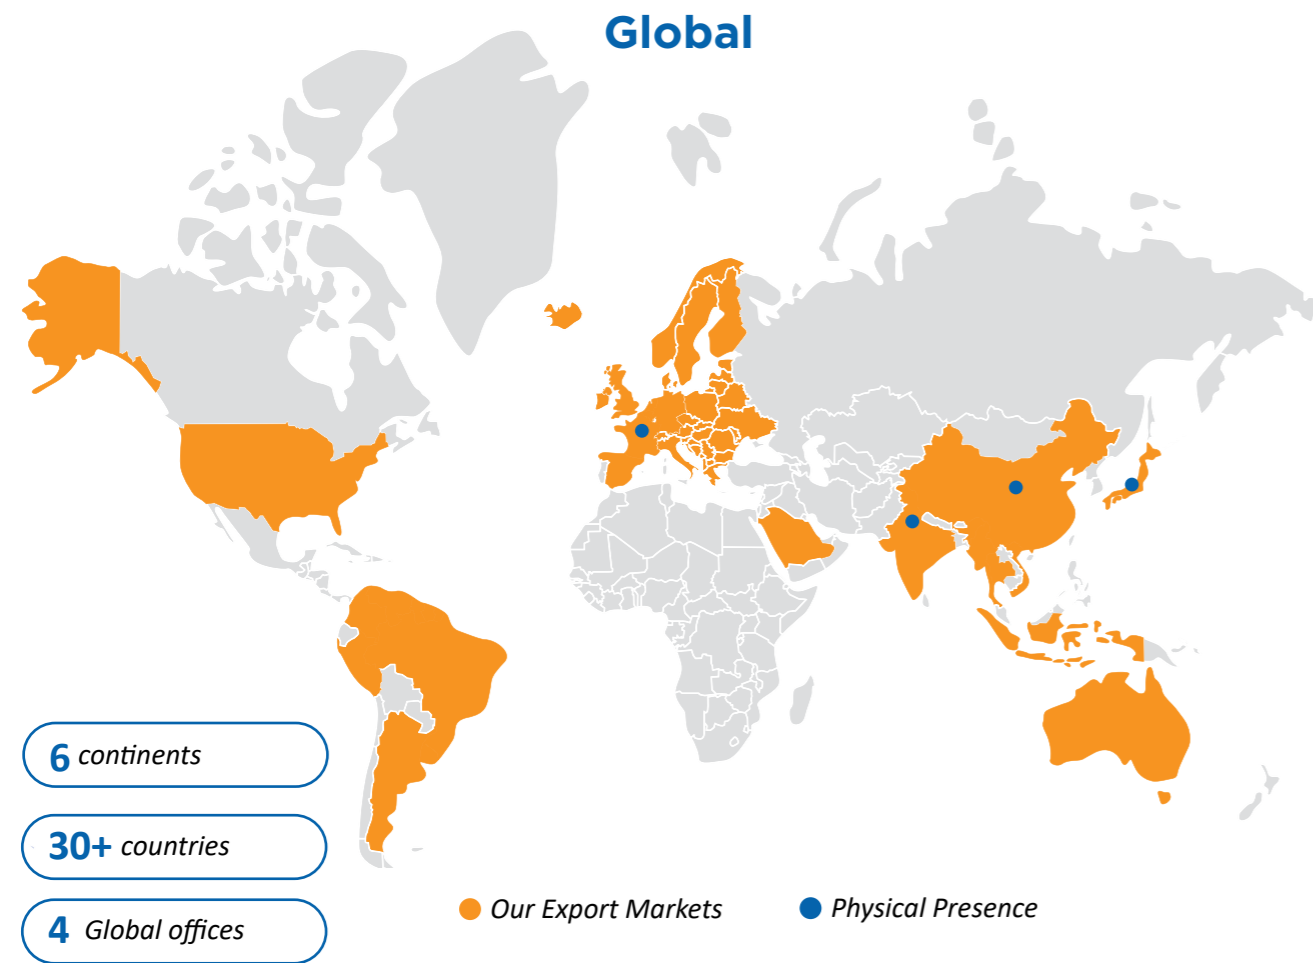 Global
6 continents
30+ countries
4 Global offices
Our Export Markets
Physical Presence